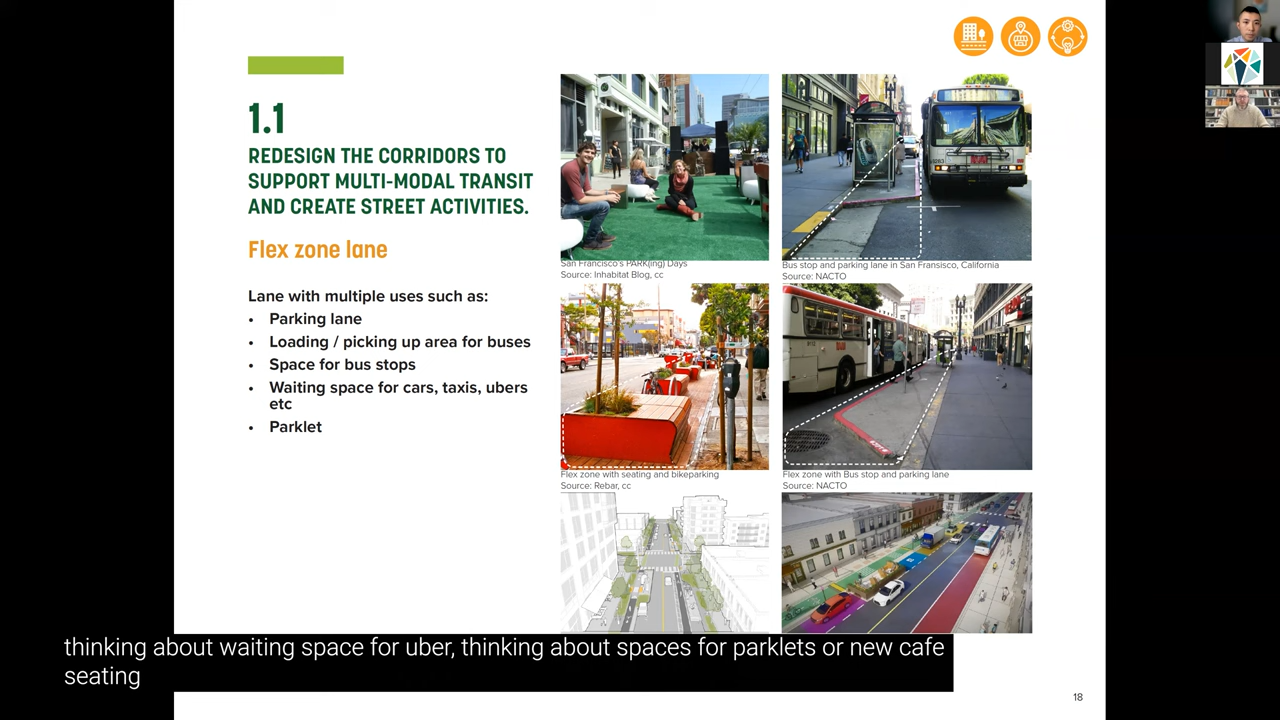 1.1
REDESIGN THE CORRIDORS TO
SUPPORT MULTI-MODAL TRANSIT
AND CREATE STREET ACTIVITIES.
Flex zone lane
Lane with multiple uses such as:
• Parking lane
• Loading / picking up area for buses
• Space for bus stops
• Waiting space for cars, taxis, ubers
etc
• Parklet
San Francisco's PARK(ing) Days
Source: Inhabitat Blog, cc
Bus stop and parking lane in San Fransisco, California
Source: NACTO
Flex zone with seating and bikeparking
Source: Rebar, cc
Flex zone with Bus stop and parking lane
Source: NACTO
thinking about waiting space for uber, thinking about spaces for parklets or new cafe
seating
18